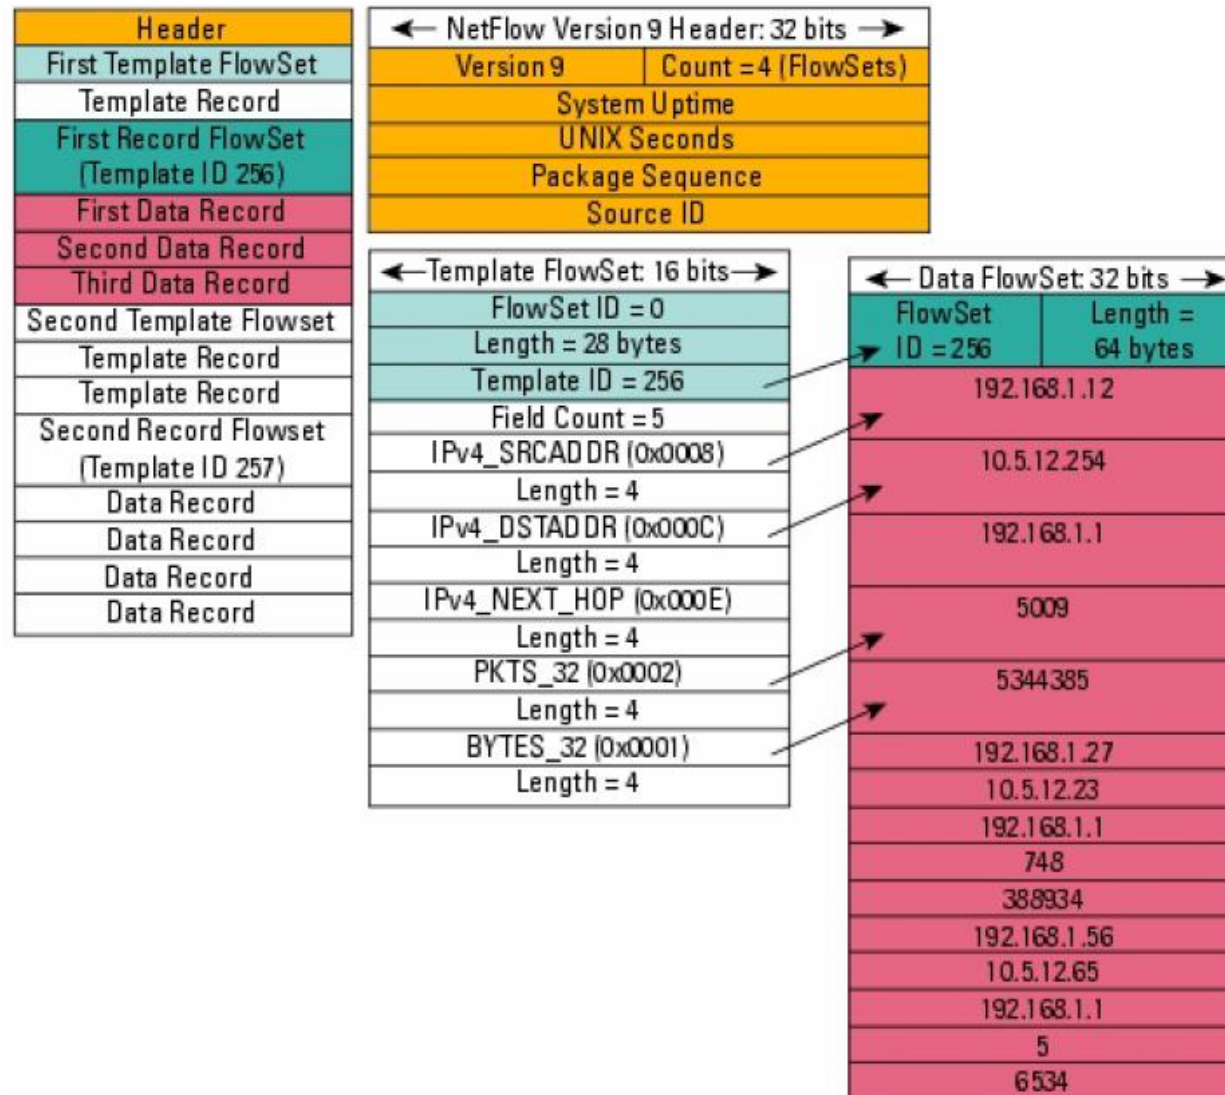 Header
First Template FlowSet
Template Record
First Record FlowSet
(Template ID 256)
First Data Record
Second Data Record
Third Data Record
Second Template Flowset
Template Record
Template Record
Second Record Flowset
(Template ID 257)
Data Record
Data Record
Data Record
Data Record
NetFlow Version 9 Header: 32 bits
Version 9
Count = 4 (FlowSets)
System Uptime
UNIX Seconds
Package Sequence
Source ID
Template FlowSet: 16 bits
FlowSet ID = 0
Length = 28 bytes
Template ID = 256
Field Count = 5
IPv4_SRCADDR (0x0008)
Length = 4
IPv4_DSTADDR (0x000C)
Length = 4
IPv4_NEXT_HOP (0x000E)
Length = 4
PKTS_32 (0x0002)
Length = 4
BYTES_32 (0x0001)
Length = 4
Data FlowSet: 32 bits
FlowSet
ID = 256
Length =
64 bytes
192.168.1.12
10.5.12.254
192.168.1.1
5009
5344385
192.168.1.27
10.5.12.23
192.168.1.1
748
388934
192.168.1.56
10.5.12.65
192.168.1.1
5
6534